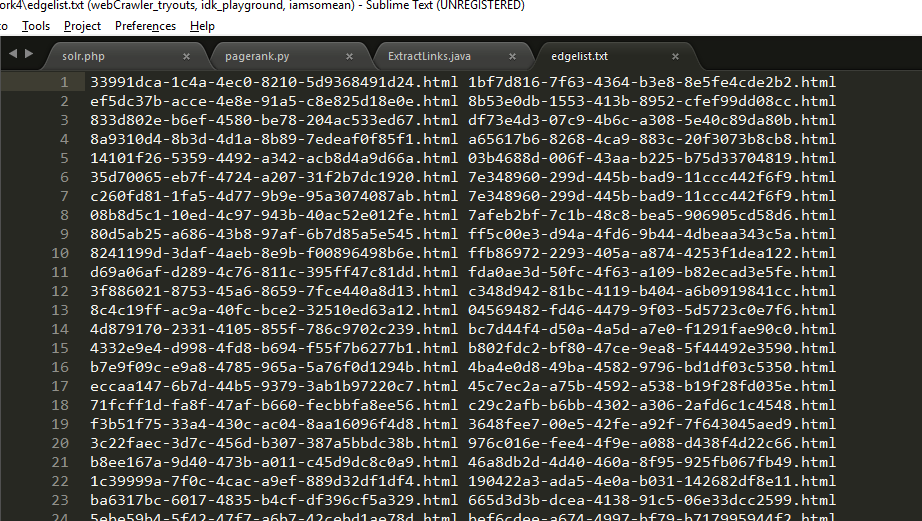 ork4\edgelist.txt (webCrawler_tryouts, idk_playground, iamsomean) - Sublime Text (UNREGISTERED)
to Tools Project Preferences Help
solr.php × pagerank.py × ExtractLinks.java × edgelist.txt ×
1 33991dca-1c4a-4ec0-8210-5d9368491d24.html 1bf7d816-7f63-4364-b3e8-8e5fe4cde2b2.html
2 ef5dc37b-acce-4e8e-91a5-c8e825d18e0e.html 8b53e0db-1553-413b-8952-cfef99dd08cc.html
3 833d802e-b6ef-4580-be78-204ac533ed67.html df73e4d3-07c9-4b6c-a308-5e40c89da80b.html
4 8a9310d4-8b3d-4d1a-8b89-7edeaf0f85f1.html a65617b6-8268-4ca9-883c-20f3073b8cb8.html
5 14101f26-5359-4492-a342-acb8d4a9d66a.html 03b4688d-006f-43aa-b225-b75d33704819.html
6 35d70065-eb7f-4724-a207-31f2b7dc1920.html 7e348960-299d-445b-bad9-11ccc442f6f9.html
7 c260fd81-1fa5-4d77-9b9e-95a3074087ab.html 7e348960-299d-445b-bad9-11ccc442f6f9.html
8 08b8d5c1-10ed-4c97-943b-40ac52e012fe.html 7afeb2bf-7c1b-48c8-bea5-906905cd58d6.html
9 80d5ab25-a686-43b8-97af-6b7d85a5e545.html ff5c00e3-d94a-4fd6-9b44-4dbeaa343c5a.html
10 8241199d-3daf-4aeb-8e9b-f00896498b6e.html ffb86972-2293-405a-a874-4253f1dea122.html
11 d69a06af-d289-4c76-811c-395ff47c81dd.html fda0ae3d-50fc-4f63-a109-b82ecad3e5fe.html
12 3f886021-8753-45a6-8659-7fce440a8d13.html c348d942-81bc-4119-b404-a6b0919841cc.html
13 8c4c19ff-ac9a-40fc-bce2-32510ed63a12.html 04569482-fd46-4479-9f03-5d5723c0e7f6.html
14 4d879170-2331-4105-855f-786c9702c239.html bc7d44f4-d50a-4a5d-a7e0-f1291fae90c0.html
15 4332e9e4-d998-4fd8-b694-f55f7b6277b1.html b802fdc2-bf80-47ce-9ea8-5f44492e3590.html
16 b7e9f09c-e9a8-4785-965a-5a76f0d1294b.html 4ba4e0d8-49ba-4582-9796-bd1df03c5350.html
17 eccaa147-6b7d-44b5-9379-3ab1b97220c7.html 45c7ec2a-a75b-4592-a538-b19f28fd035e.html
18 71fcff1d-fa8f-47af-b660-fecbbfa8ee56.html c29c2afb-b6bb-4302-a306-2afd6c1c4548.html
19 f3b51f75-33a4-430c-ac04-8aa16096f4d8.html 3648fee7-00e5-42fe-a92f-7f643045aed9.html
20 3c22faec-3d7c-456d-b307-387a5bbdc38b.html 976c016e-fee4-4f9e-a088-d438f4d22c66.html
21 b8ee167a-9d40-473b-a011-c45d9dc8c0a9.html 46a8db2d-4d40-460a-8f95-925fb067fb49.html
22 1c39999a-7f0c-4cac-a9ef-889d32df1df4.html 190422a3-ada5-4e0a-b031-142682df8e11.html
23 ba6317bc-6017-4835-b4cf-df396cf5a329.html 665d3d3b-dcea-4138-91c5-06e33dcc2599.html
24 5ebe59b4-5f42-47f7-a6b7-42cebd1ae78d.html bef6cdee-a674-4997-bf79-b717995944f2.html